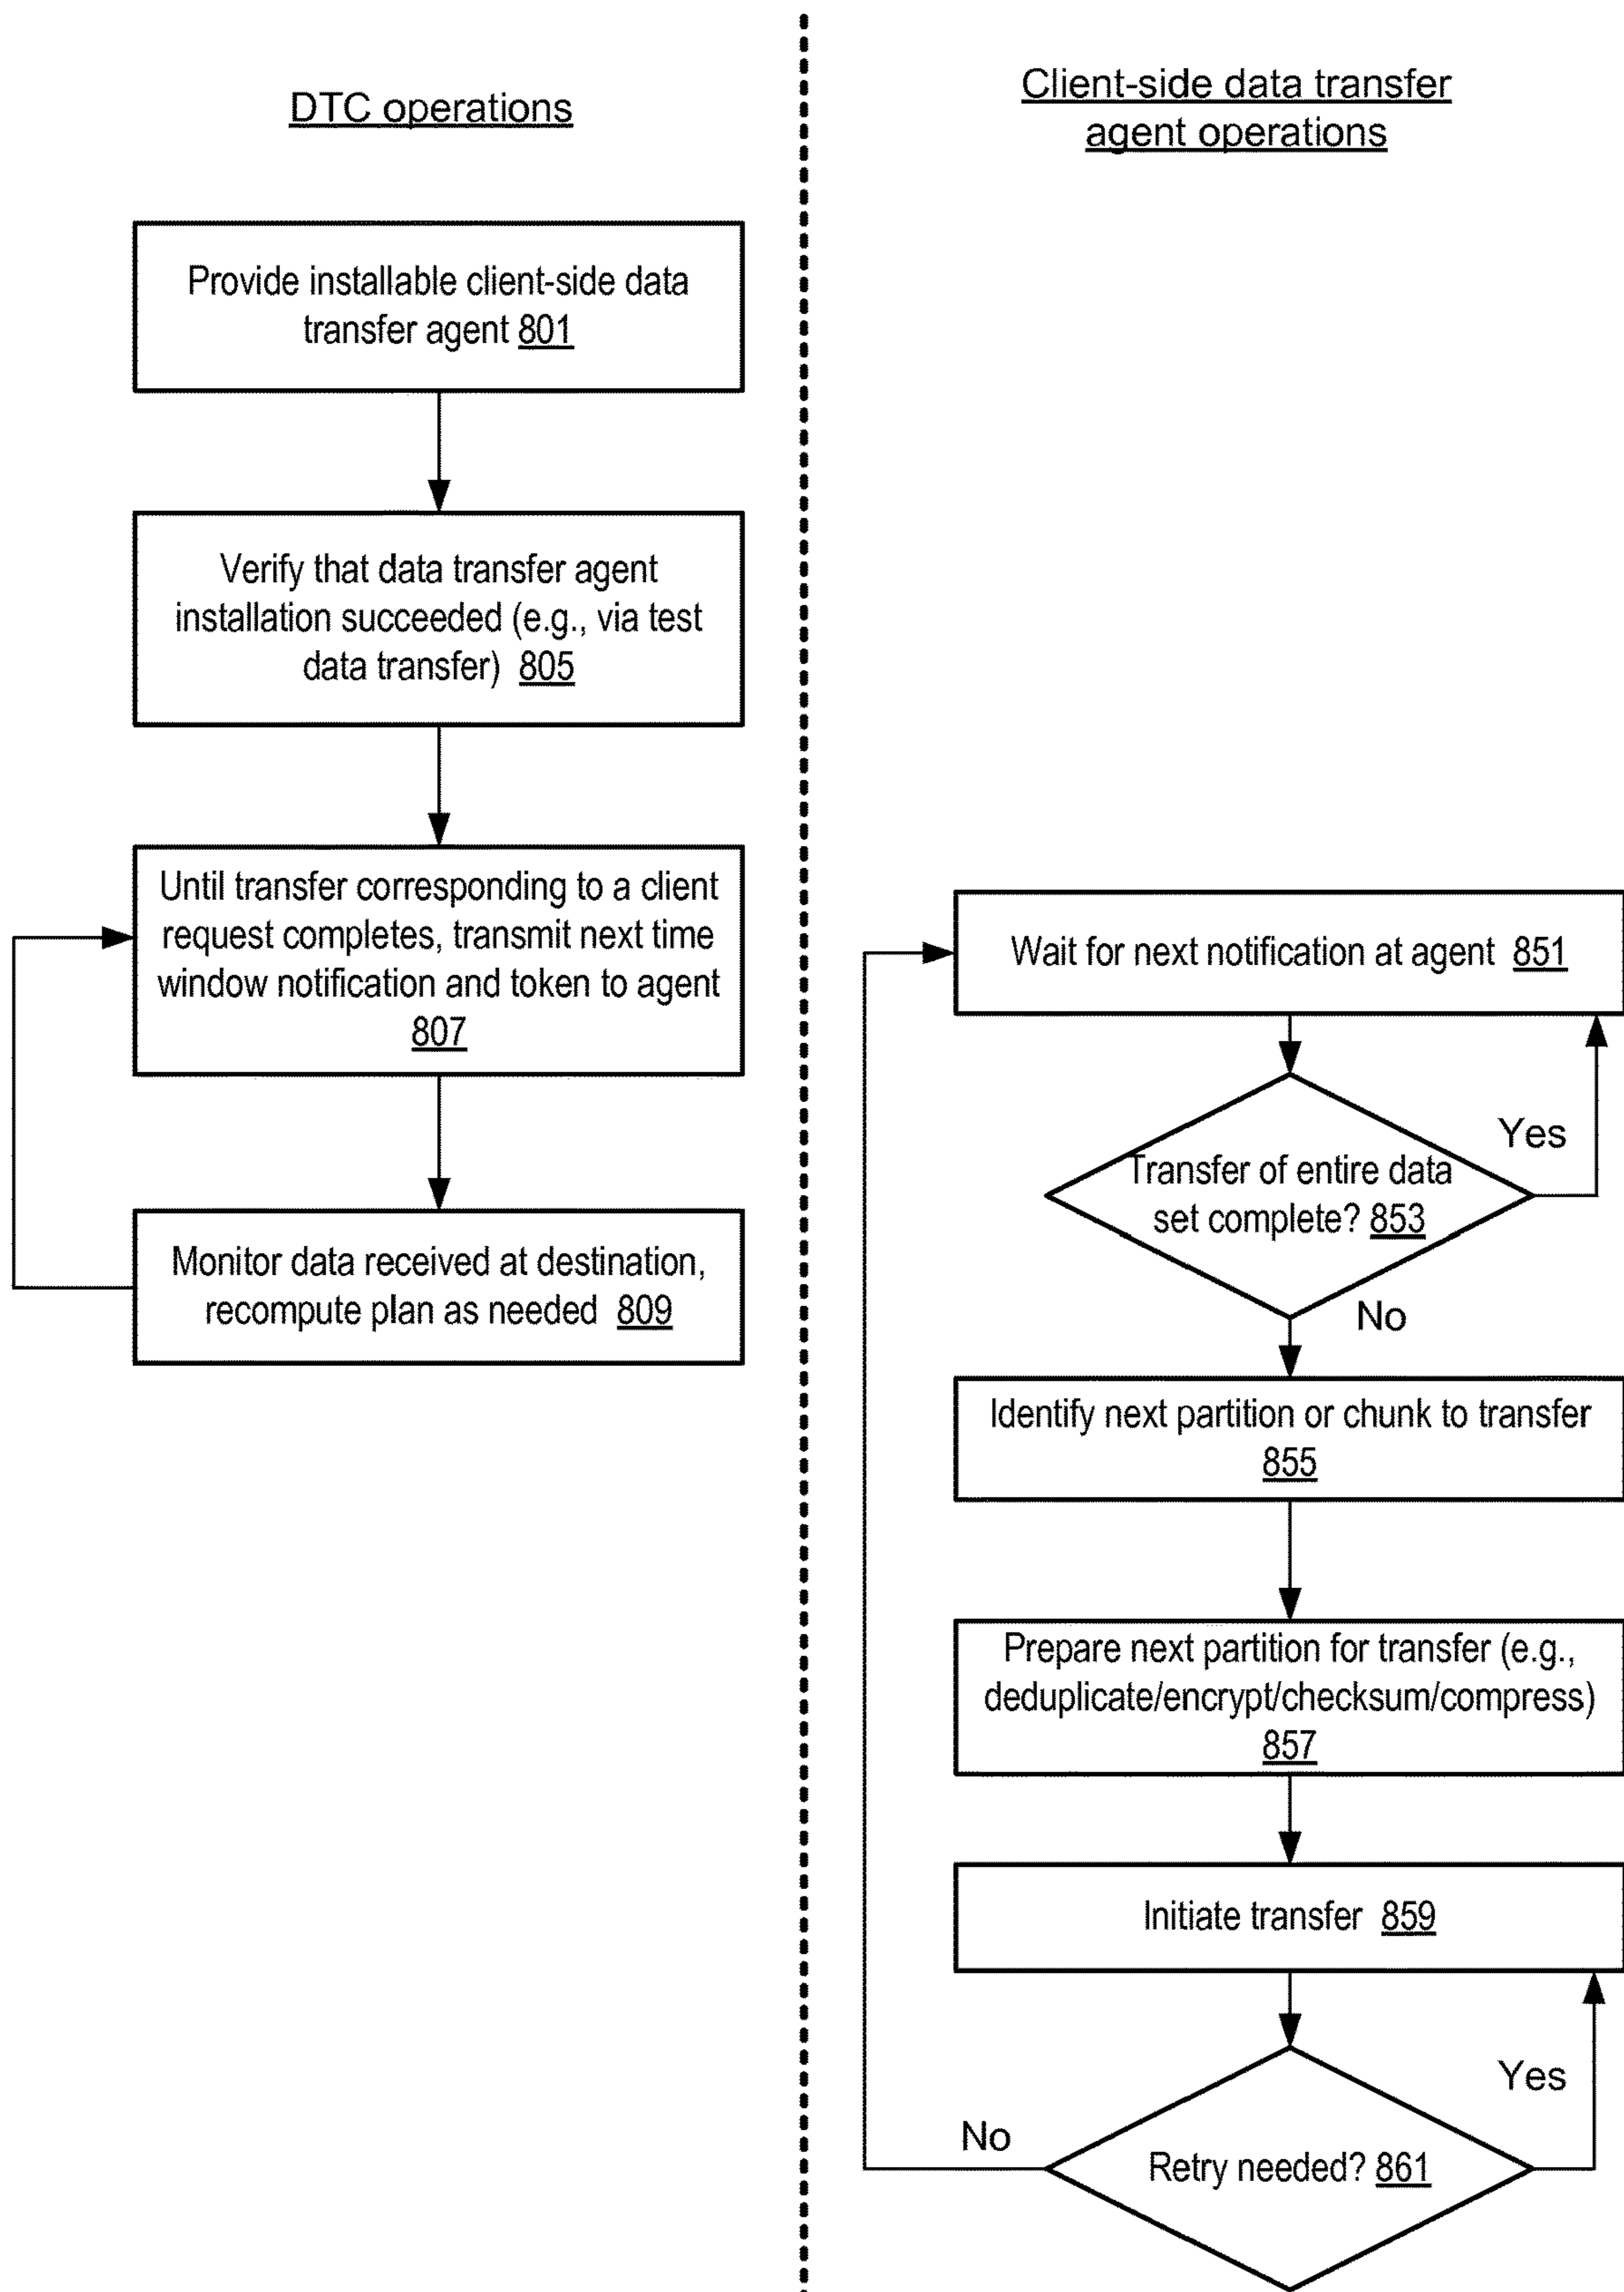 DTC operations
Provide installable client-side data
transfer agent 801
Verify that data transfer agent
installation succeeded (e.g., via test
data transfer) 805
Until transfer corresponding to a client
request completes, transmit next time
window notification and token to agent
807
Monitor data received at destination,
recompute plan as needed 809
Client-side data transfer
agent operations
Wait for next notification at agent 851
Yes
Transfer of entire data
set complete? 853
No
Identify next partition or chunk to transfer
855
Prepare next partition for transfer (e.g.,
deduplicate/encrypt/checksum/compress)
857
Initiate transfer 859
Yes
No
Retry needed? 861